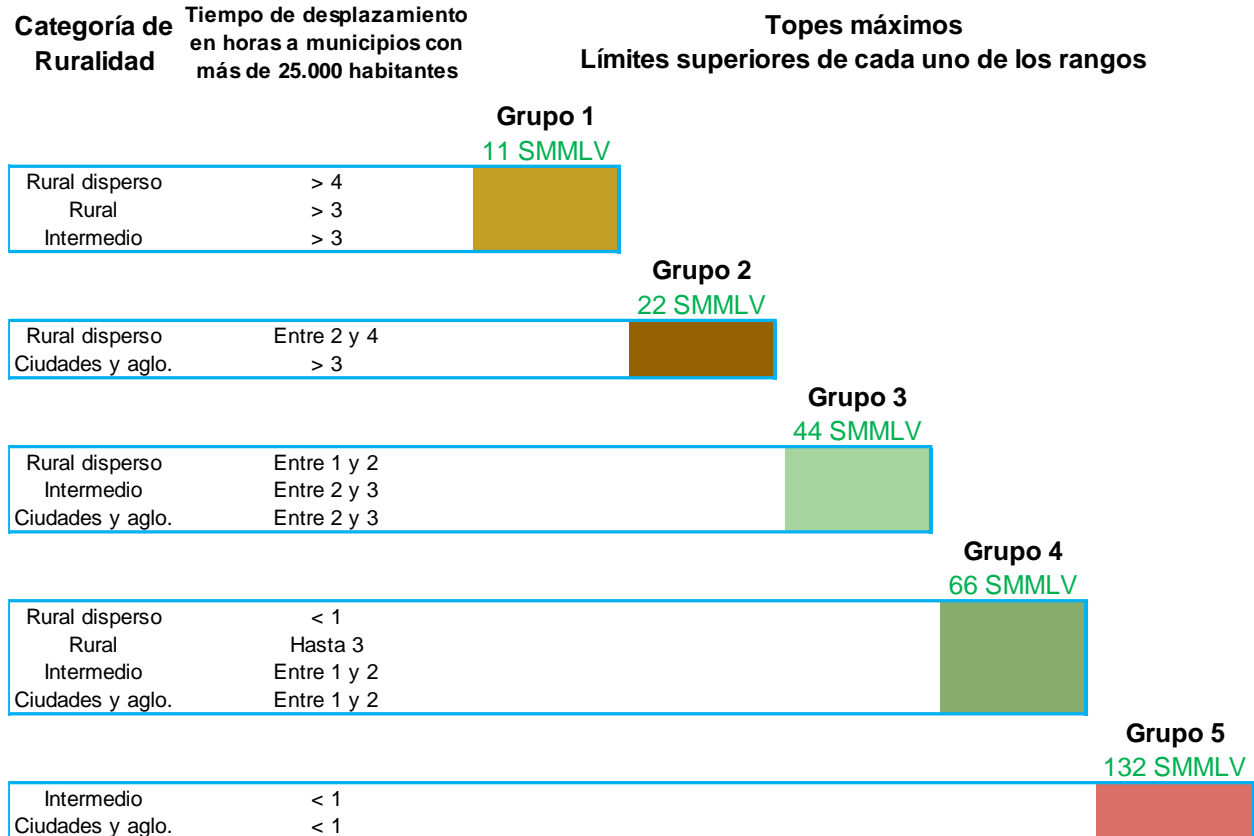 Categoría de Ruralidad
Tiempo de desplazamiento en horas a municipios con más de 25.000 habitantes
Topes máximos
Límites superiores de cada uno de los rangos
Grupo 1
11 SMMLV
Rural disperso > 4
Rural > 3
Intermedio > 3
Grupo 2
22 SMMLV
Rural disperso Entre 2 y 4
Ciudades y aglo. > 3
Grupo 3
44 SMMLV
Rural disperso Entre 1 y 2
Intermedio Entre 2 y 3
Ciudades y aglo. Entre 2 y 3
Grupo 4
66 SMMLV
Rural disperso < 1
Rural Hasta 3
Intermedio Entre 1 y 2
Ciudades y aglo. Entre 1 y 2
Grupo 5
132 SMMLV
Intermedio < 1
Ciudades y aglo. < 1